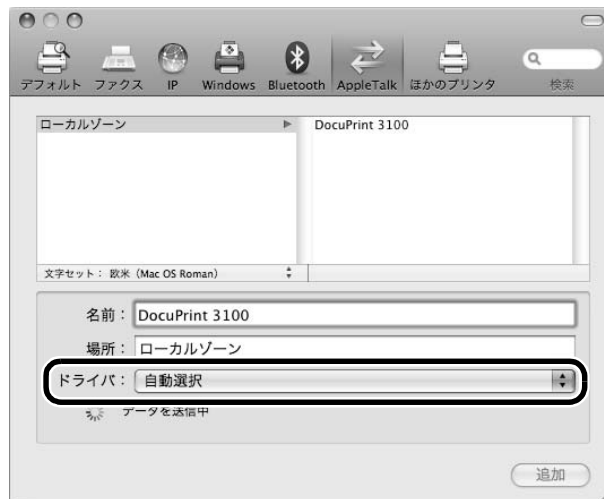 デフォルト ファクス IP Windows Bluetooth AppleTalk ほかのプリンタ 検索
ローカルゾーン DocuPrint 3100
文字セット： 欧米（Mac OS Roman）
名前： DocuPrint 3100
場所： ローカルゾーン
ドライバ： 自動選択
データを送信中
追加